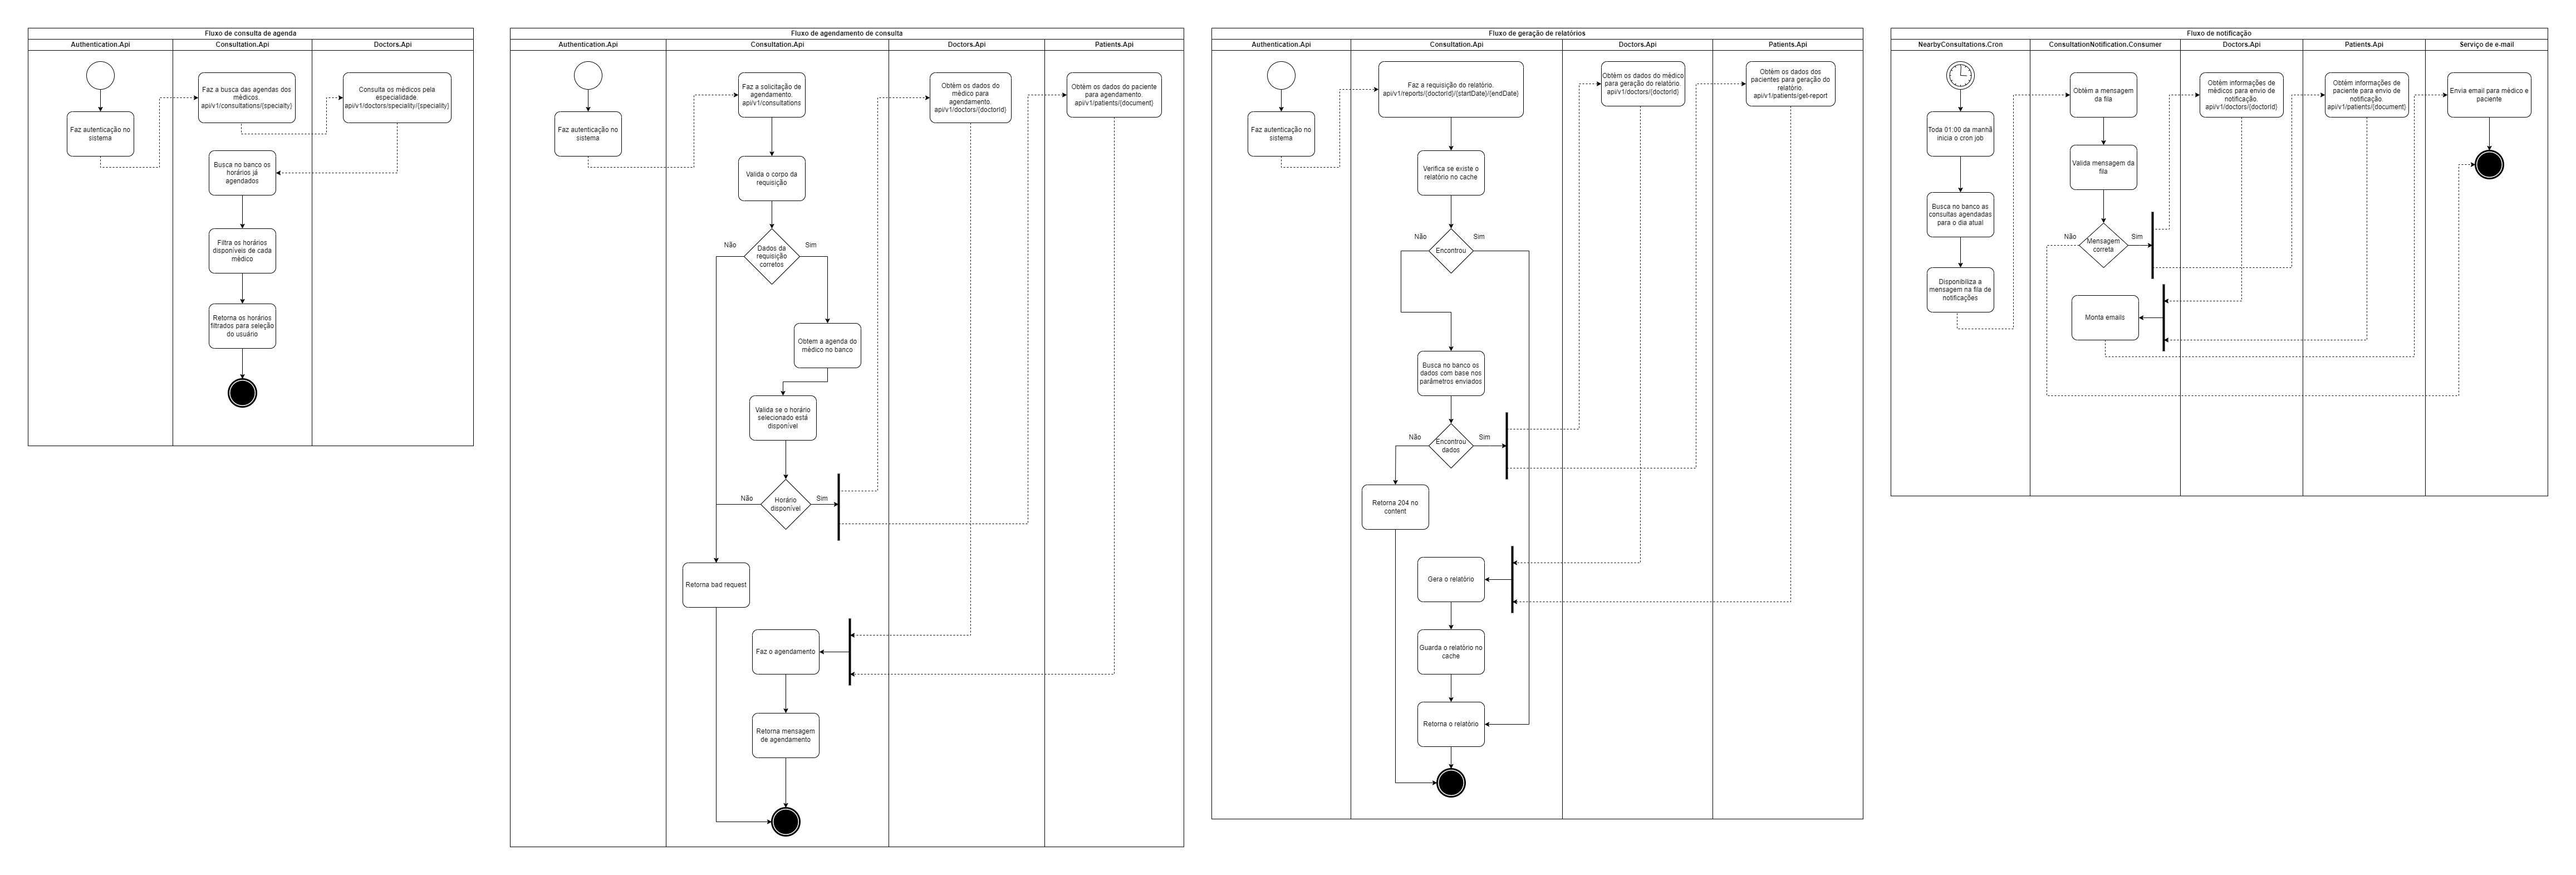 Fluxo de consulta de agenda
Authentication.Api
Consultation.Api
Doctors.Api
Faz autenticação no
sistema
Faz a busca das agendas dos
médicos.
api/v1/consultations/{specialty}
Consulta os médicos pela
especialidade.
api/v1/doctors/speciality/{speciality}
Busca no banco os
horários já
agendados
Filtra os horários
disponíveis de cada
médico
Retorna os horários
filtrados para seleção
do usuário
Fluxo de agendamento de consulta
Authentication.Api
Consultation.Api
Doctors.Api
Patients.Api
Faz autenticação no
sistema
Faz a solicitação de
agendamento.
api/v1/consultations
Obtém os dados do
médico para
agendamento.
api/v1/doctors/{doctorId}
Obtém os dados do paciente
para agendamento.
api/v1/patients/{document}
Valida o corpo da
requisição
Não
Sim
Dados da
requisição
corretos
Obtem a agenda do
médico no banco
Valida se o horário
selecionado está
disponível
Não
Sim
Horário
disponível
Retorna bad request
Faz o agendamento
Retorna mensagem
de agendamento
Fluxo de geração de relatórios
Authentication.Api
Consultation.Api
Doctors.Api
Patients.Api
Faz autenticação no
sistema
Faz a requisição do relatório.
api/v1/reports/{doctorId}/{startDate}/{endDate}
Obtém os dados do médico
para geração do relatório.
api/v1/doctors/{doctorId}
Obtém os dados dos
pacientes para geração do
relatório.
api/v1/patients/get-report
Verifica se existe o
relatório no cache
Não
Sim
Encontrou
Busca no banco os
dados com base nos
parâmetros enviados
Não
Sim
Encontrou
dados
Retorna 204 no
content
Gera o relatório
Guarda o relatório no
cache
Retorna o relatório
Fluxo de notificação
NearbyConsultations.Cron
ConsultationNotification.Consumer
Doctors.Api
Patients.Api
Serviço de e-mail
Toda 01:00 da manhã
inicia o cron job
Busca no banco as
consultas agendadas
para o dia atual
Disponibiliza a
mensagem na fila de
notificações
Obtém a mensagem
da fila
Valida mensagem da
fila
Não
Sim
Mensagem
correta
Monta emails
Obtém informações de
médicos para envio de
notificação.
api/v1/doctors/{doctorId}
Obtém informações de
paciente para envio de
notificação.
api/v1/patients/{document}
Envia email para médico e
paciente